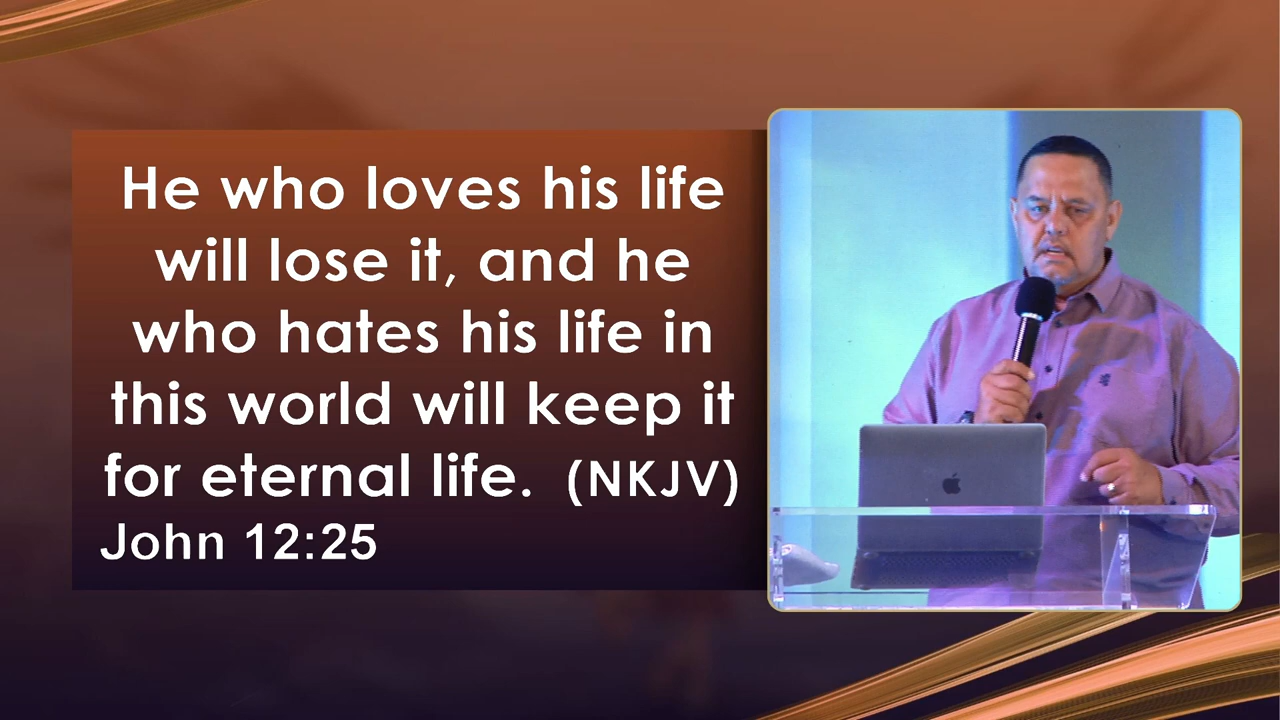 He who loves his life
will lose it, and he
who hates his life in
this world will keep it
for eternal life. (NKJV)
John 12:25